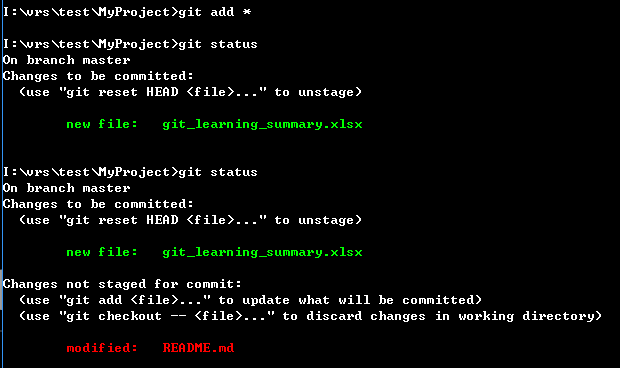 I:\vrs\test\MyProject>git add *
I:\vrs\test\MyProject>git status
On branch master
Changes to be committed:
  (use "git reset HEAD <file>..." to unstage)
        new file:   git_learning_summary.xlsx
I:\vrs\test\MyProject>git status
On branch master
Changes to be committed:
  (use "git reset HEAD <file>..." to unstage)
        new file:   git_learning_summary.xlsx
Changes not staged for commit:
  (use "git add <file>..." to update what will be committed)
  (use "git checkout -- <file>..." to discard changes in working directory)
        modified:   README.md